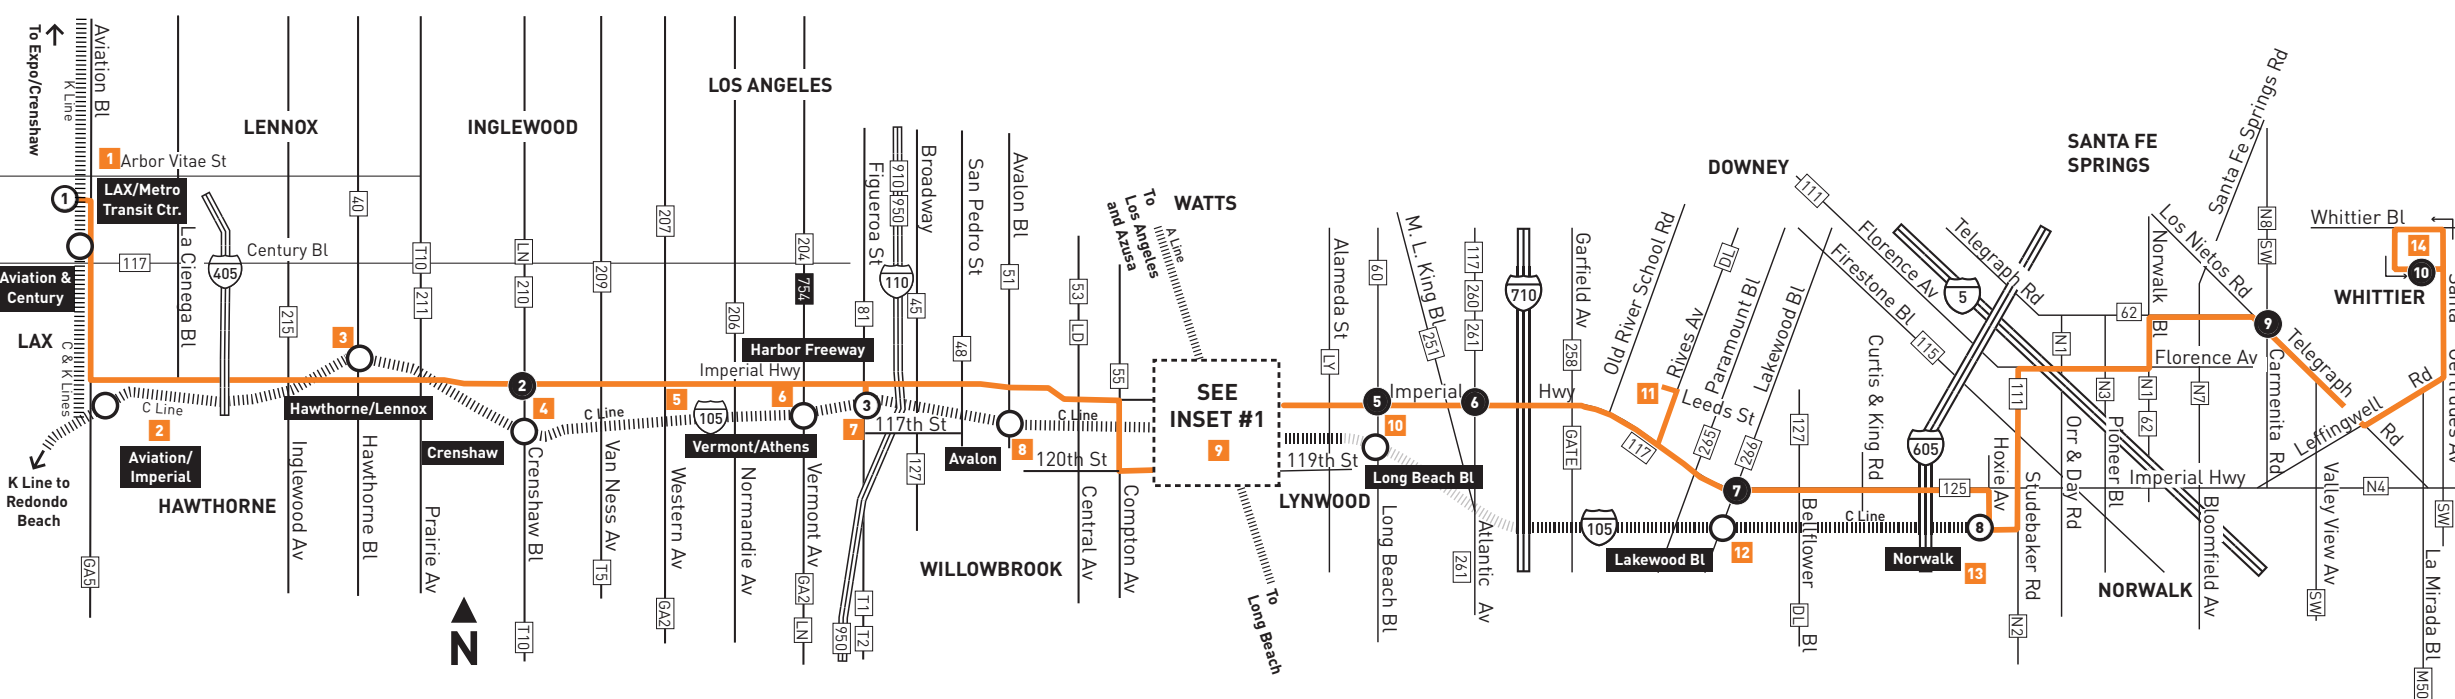 To Expo/Crenshaw
K Line
Aviation Bl
1
Arbor Vitae St
1
LAX/Metro
Transit Ctr.
Aviation &
Century
117
LAX
C & K Lines
K Line to
Redondo
Beach
GA5
C Line
2
Aviation/
Imperial
HAWTHORNE
La Cienega Bl
405
Century Bl
LENNOX
215
Inglewood Av
40
3
Hawthorne/Lennox
Hawthorne Bl
T10
211
Prairie Av
N
INGLEWOOD
LN
210
2
4
Crenshaw
Crenshaw Bl
T10
C Line
209
Van Ness Av
T5
207
5
Western Av
GA2
LOS ANGELES
206
Normandie Av
105
Imperial Hwy
Harbor Freeway
204
754
6
Vermont/Athens
Vermont Av
GA2
LN
Figueroa St
81
3
7
117th St
T1
T2
950
910
950
110
Broadway
45
127
San Pedro St
48
Avalon
Avalon Bl
51
8
WILLOWBROOK
C Line
120th St
53
LD
Central Av
55
Compton Av
To
Los Angeles
and Azusa
A Line
WATTS
SEE
INSET #1
9
To
Long Beach
119th St
LYNWOOD
Alameda St
LY
60
5
10
Long Beach Bl
Long Beach Bl
Imperial
M. L. King Bl
251
117
260
261
6
261
Atlantic Av
710
Hwy
Garfield Av
258
GATE
Old River School Rd
11
117
Rives Av
DL
Leeds St
Paramount Bl
265
Lakewood Bl
266
7
105
Lakewood Bl
12
DOWNEY
111
Florence Av
Firestone Bl
115
127
Bellflower
DL
Bl
Curtis & King Rd
C Line
605
125
Norwalk
8
13
Hoxie Av
111
Studebaker Rd
N2
5
Telegraph
Rd
N1
Orr & Day Rd
N3
Pioneer Bl
62
SANTA FE
SPRINGS
Norwalk
Bl
N1
62
Florence Av
Imperial Hwy
NORWALK
Los Nietos Rd
Santa Fe Springs Rd
N7
Bloomfield Av
N8
SW
9
Carmenita Rd
Telegraph
Rd
Leffingwell
Rd
Valley View Av
SW
N4
Whittier Bl
14
10
WHITTIER
SW
La Mirada Bl
M50